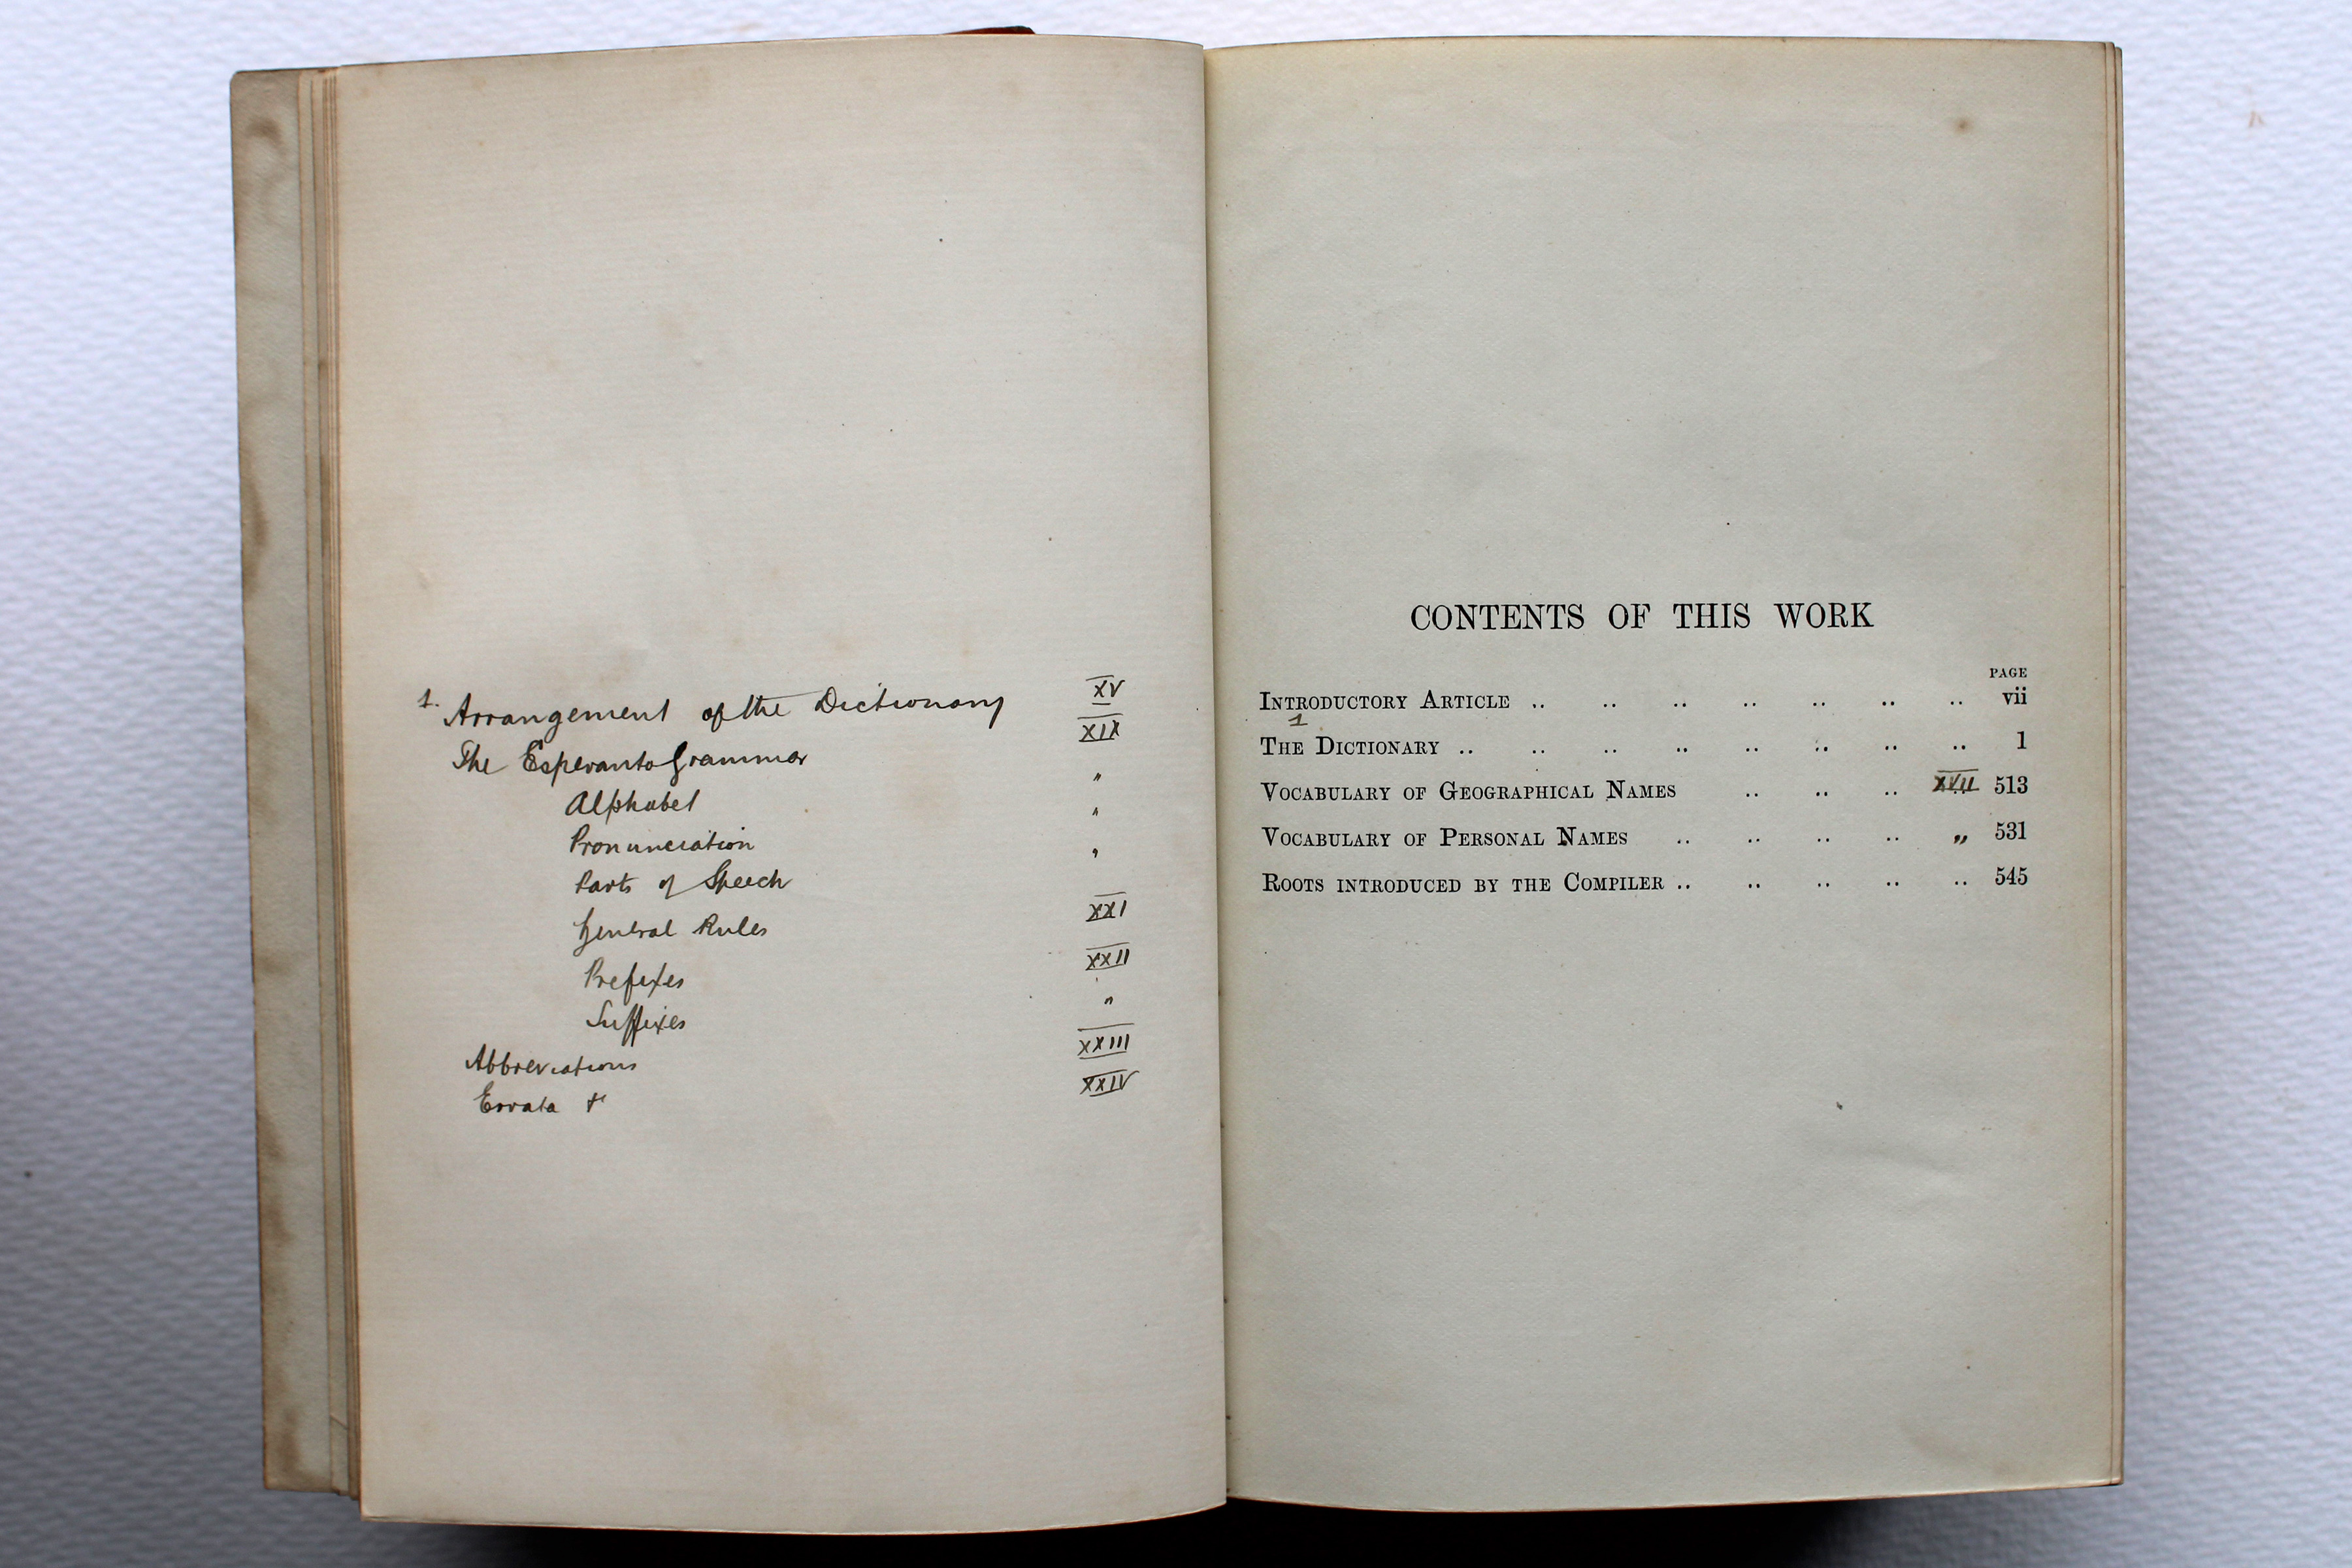 1. Arrangement of the Dictionary XV
The Esperanto Grammar XIX
Alphabet "
Pronunciation "
Parts of Speech "
General Rules XXI
Prefixes XXII
Suffixes "
Abbreviations XXIII
Errata & XXIV
CONTENTS OF THIS WORK
PAGE
INTRODUCTORY ARTICLE .. .. .. .. .. .. .. vii
1
THE DICTIONARY .. .. .. .. .. .. .. .. 1
VOCABULARY OF GEOGRAPHICAL NAMES .. .. .. XVII 513
VOCABULARY OF PERSONAL NAMES .. .. .. .. " 531
ROOTS INTRODUCED BY THE COMPILER .. .. .. .. .. 545